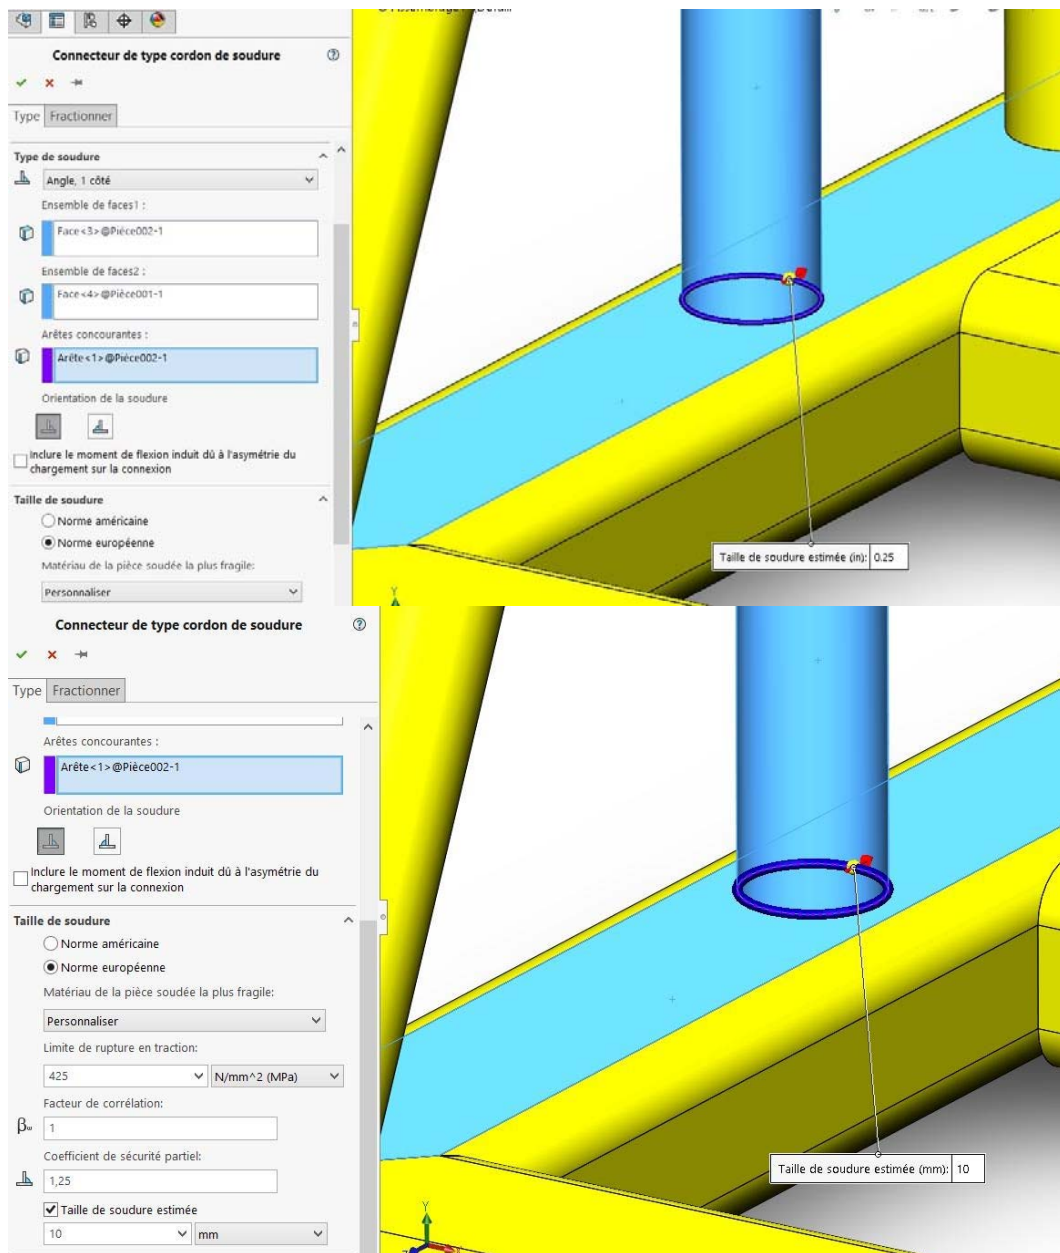 Connecteur de type cordon de soudure
Type Fractionner
Type de soudure
Angle, 1 côté
Ensemble de faces1 :
Face<3>@Pièce002-1
Ensemble de faces2 :
Face<4>@Pièce001-1
Arêtes concourantes :
Arête<1>@Pièce002-1
Orientation de la soudure
Inclure le moment de flexion induit dû à l'asymétrie du
chargement sur la connexion
Taille de soudure
Norme américaine
Norme européenne
Matériau de la pièce soudée la plus fragile:
Personnaliser
Taille de soudure estimée (in): 0.25
Y
Connecteur de type cordon de soudure
Type Fractionner
Arêtes concourantes :
Arête<1>@Pièce002-1
Orientation de la soudure
Inclure le moment de flexion induit dû à l'asymétrie du
chargement sur la connexion
Taille de soudure
Norme américaine
Norme européenne
Matériau de la pièce soudée la plus fragile:
Personnaliser
Limite de rupture en traction:
425 N/mm^2 (MPa)
Facteur de corrélation:
βw 1
Coefficient de sécurité partiel:
1,25
Taille de soudure estimée
10 mm
Taille de soudure estimée (mm): 10
Y